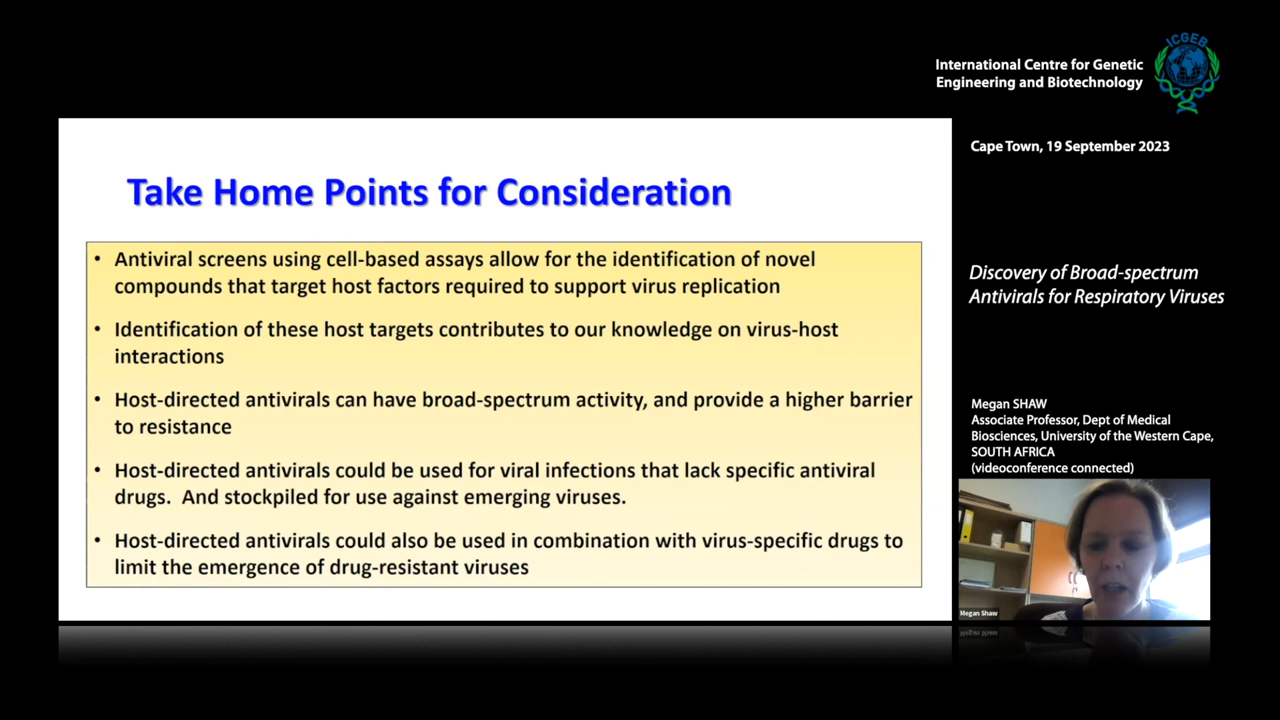 ICGEB
International Centre for Genetic
Engineering and Biotechnology
Cape Town, 19 September 2023
Take Home Points for Consideration
• Antiviral screens using cell-based assays allow for the identification of novel
compounds that target host factors required to support virus replication
• Identification of these host targets contributes to our knowledge on virus-host
interactions
• Host-directed antivirals can have broad-spectrum activity, and provide a higher barrier
to resistance
• Host-directed antivirals could be used for viral infections that lack specific antiviral
drugs. And stockpiled for use against emerging viruses.
• Host-directed antivirals could also be used in combination with virus-specific drugs to
limit the emergence of drug-resistant viruses
Discovery of Broad-spectrum
Antivirals for Respiratory Viruses
Megan SHAW
Associate Professor, Dept of Medical
Biosciences, University of the Western Cape,
SOUTH AFRICA
(videoconference connected)
Megan Shaw